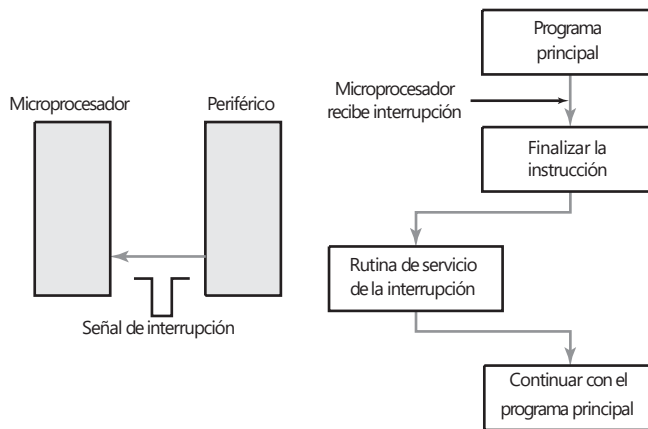 Microprocesador
Periférico
Señal de interrupción
Programa
principal
Microprocesador
recibe interrupción
Finalizar la
instrucción
Rutina de servicio
de la interrupción
Continuar con el
programa principal